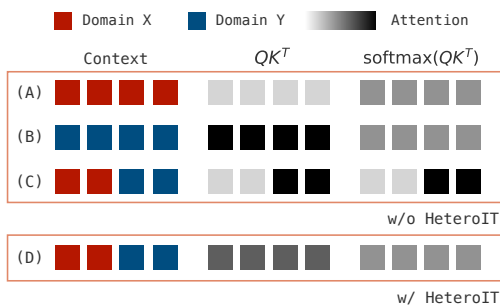 Domain X Domain Y Attention
Context QK^T softmax(QK^T)
(A)
(B)
(C)
w/o HeteroIT
(D)
w/ HeteroIT